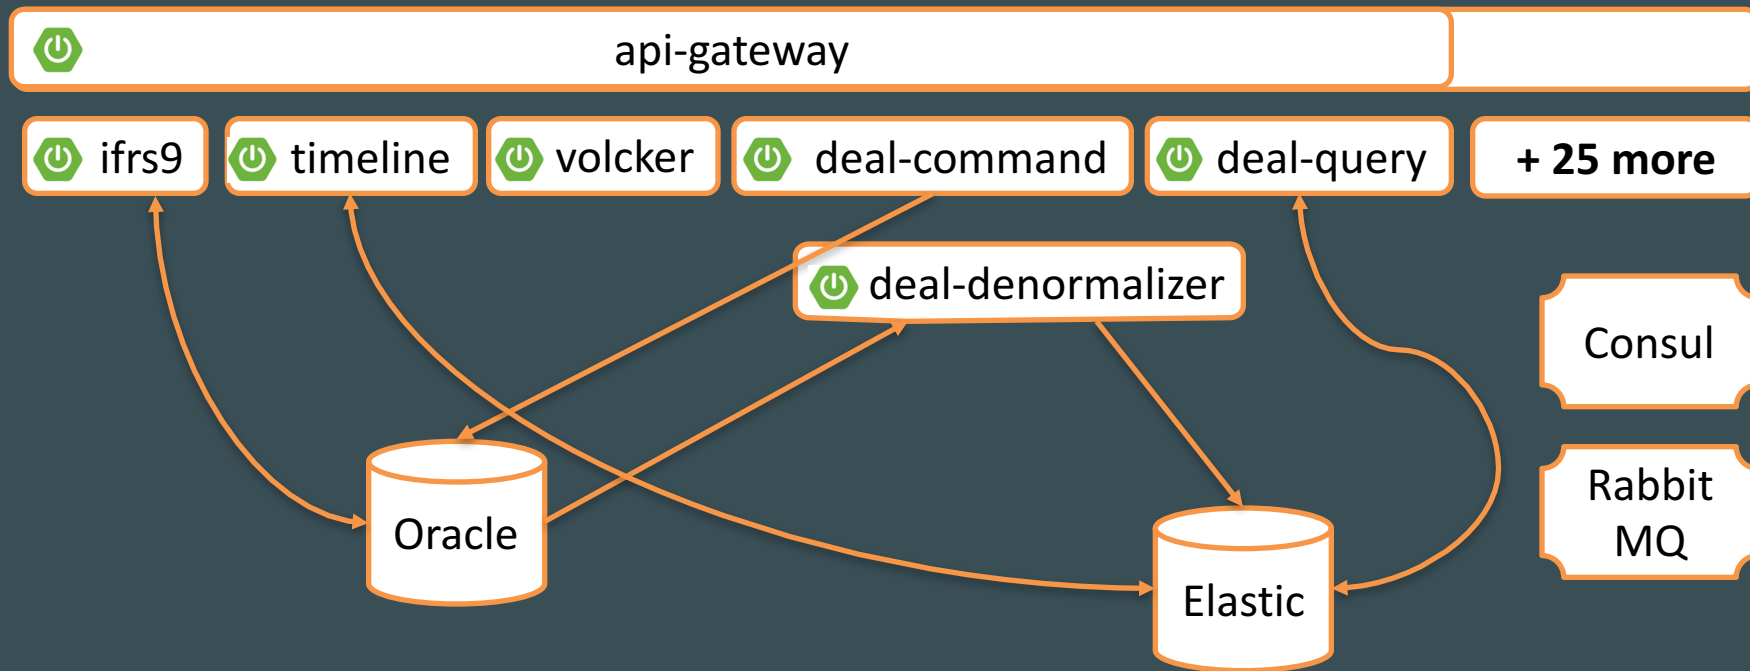 api-gateway
ifrs9
timeline
volcker
deal-command
deal-query
+ 25 more
deal-denormalizer
Consul
Rabbit
MQ
Oracle
Elastic